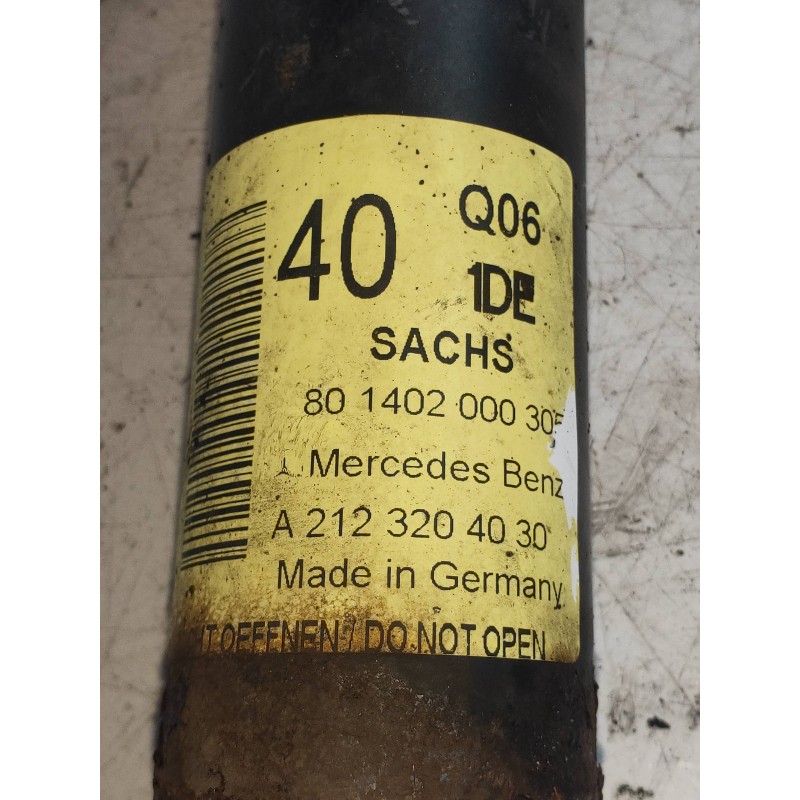 40
Q06
1DE
SACHS
80 1402 000 305
Mercedes Benz
A 212 320 40 30
Made in Germany
OEFFNEN / DO NOT OPEN